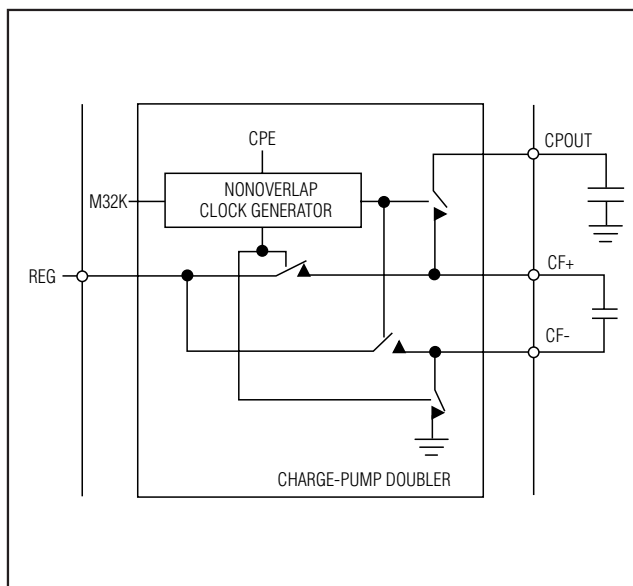 CPE
CPOUT
NONOVERLAP
CLOCK GENERATOR
M32K
REG
CF+
CF-
CHARGE-PUMP DOUBLER